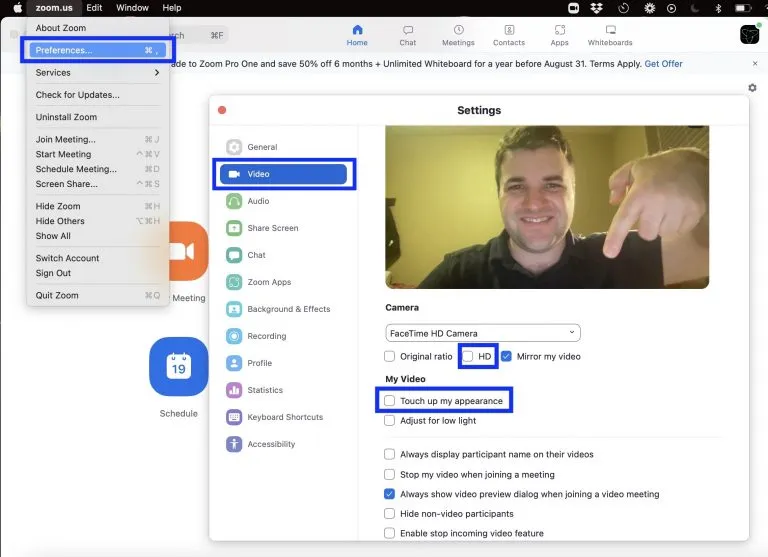 zoom.us Edit Window Help
About Zoom
Preferences... ⌘ ,
Services
Check for Updates...
Uninstall Zoom
Join Meeting... ⌘ J
Start Meeting ^⌘V
Schedule Meeting... ⌘D
Screen Share... ^⌘S
Hide Zoom ⌘H
Hide Others ⌥⌘H
Show All
Switch Account
Sign Out
Quit Zoom ⌘Q
rch ⌘F
Home Chat Meetings Contacts Apps Whiteboards
ade to Zoom Pro One and save 50% off 6 months + Unlimited Whiteboard for a year before August 31. Terms Apply. Get Offer
Meeting
19
Schedule
Settings
General
Video
Audio
Share Screen
Chat
Zoom Apps
Background & Effects
Recording
Profile
Statistics
Keyboard Shortcuts
Accessibility
Camera
FaceTime HD Camera
Original ratio HD Mirror my video
My Video
Touch up my appearance
Adjust for low light
Always display participant name on their videos
Stop my video when joining a meeting
Always show video preview dialog when joining a video meeting
Hide non-video participants
Enable stop incoming video feature